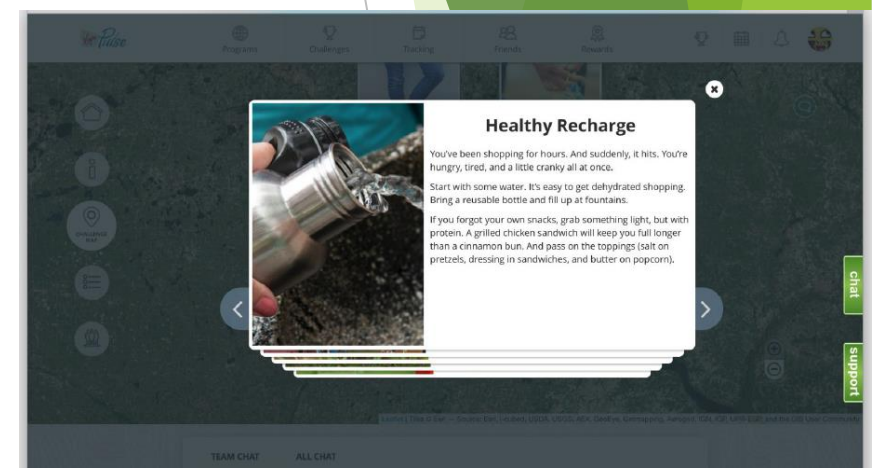 Pulse
Programs
Challenges
Tracking
Friends
Rewards
Healthy Recharge
You've been shopping for hours. And suddenly, it hits. You're
hungry, tired, and a little cranky all at once.
Start with some water. It's easy to get dehydrated shopping.
Bring a reusable bottle and fill up at fountains.
If you forgot your own snacks, grab something light, but with
protein. A grilled chicken sandwich will keep you full longer
than a cinnamon bun. And pass on the toppings (salt on
pretzels, dressing in sandwiches, and butter on popcorn).
CHALLENGE
MAP
chat
support
TEAM CHAT
ALL CHAT